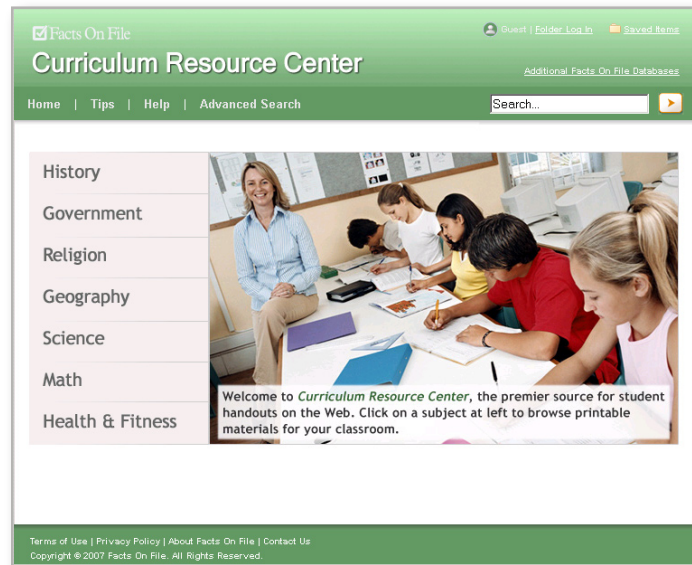 Facts On File
Guest | Folder Log In Saved Items
Curriculum Resource Center
Additional Facts On File Databases
Home | Tips | Help | Advanced Search
Search...
History
Government
Religion
Geography
Science
Math
Health & Fitness
Welcome to Curriculum Resource Center, the premier source for student
handouts on the Web. Click on a subject at left to browse printable
materials for your classroom.
Terms of Use | Privacy Policy | About Facts On File | Contact Us
Copyright © 2007 Facts On File. All Rights Reserved.